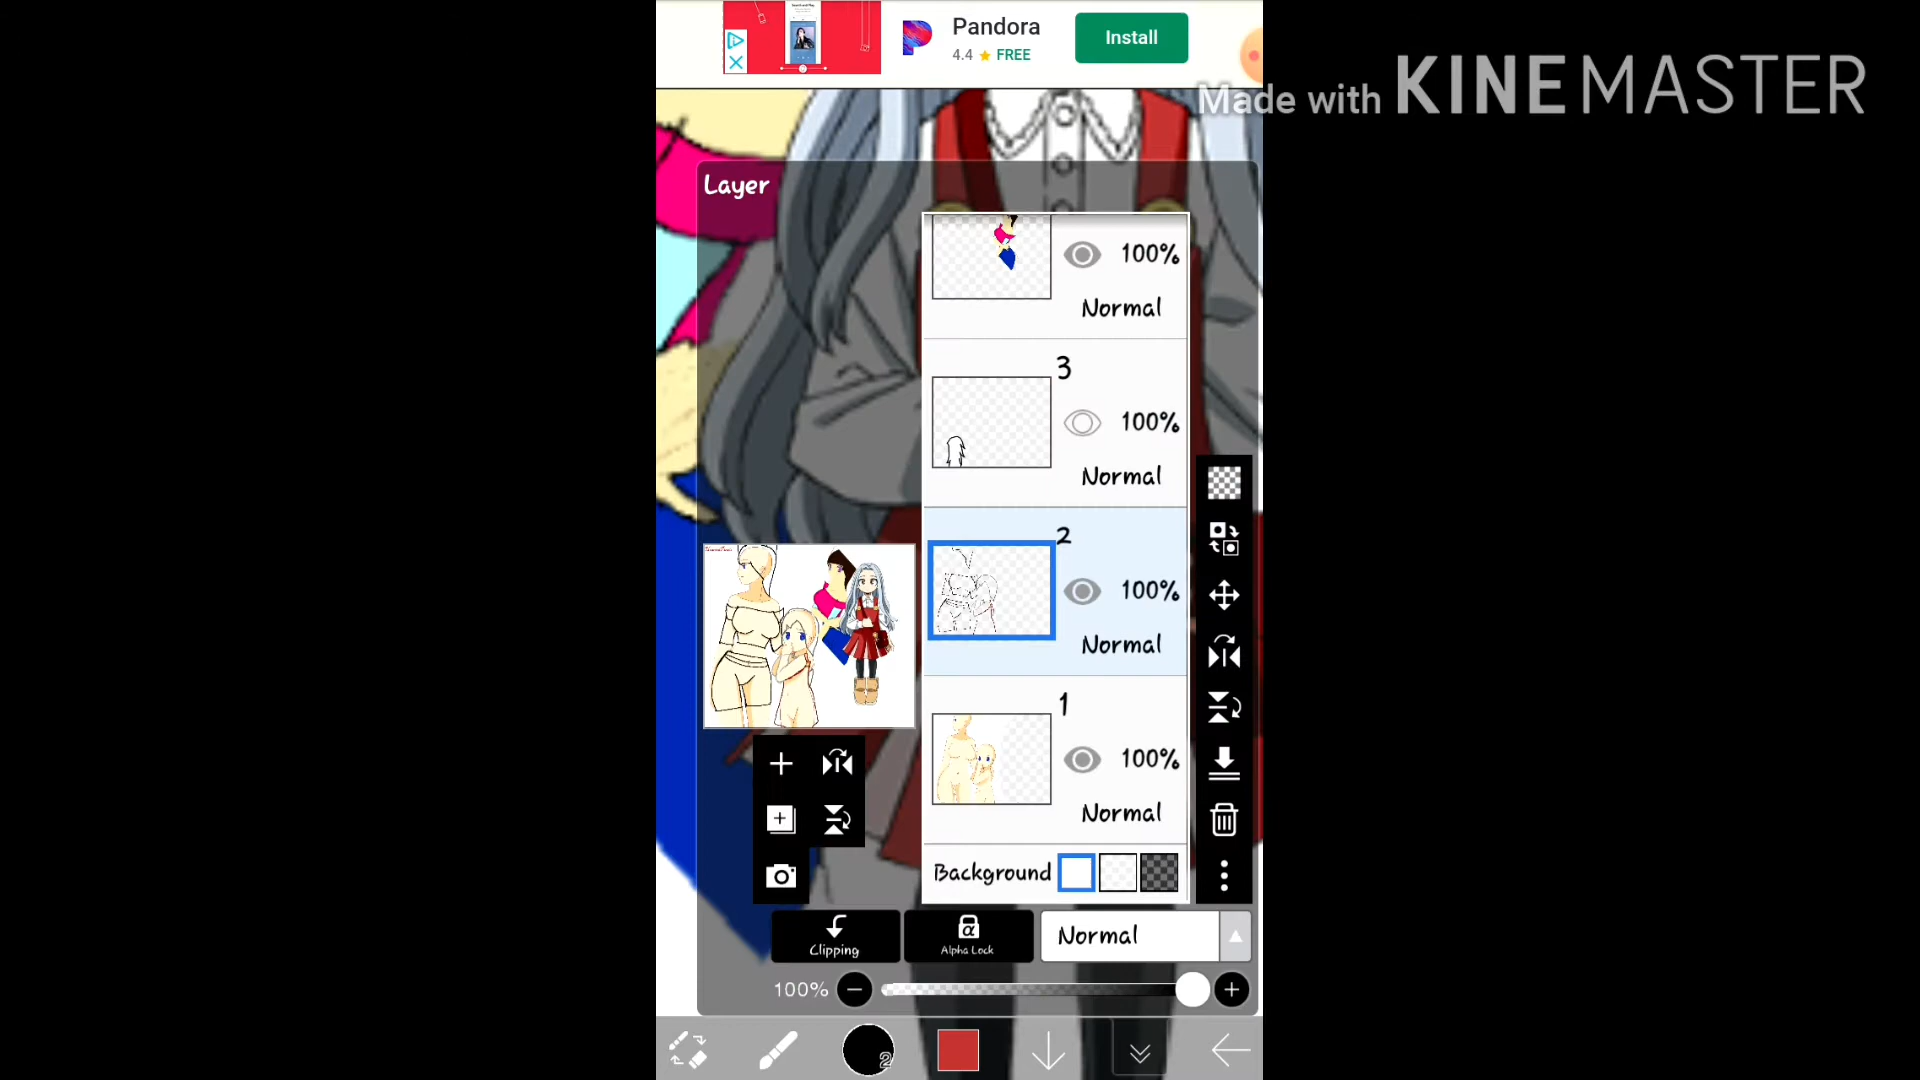 Pandora
4.4 ★ FREE
Install
Made with KINEMASTER
Layer
100%
Normal
3
100%
Normal
2
100%
Normal
1
100%
Normal
Background
Clipping
α
Alpha Lock
Normal
100%
2